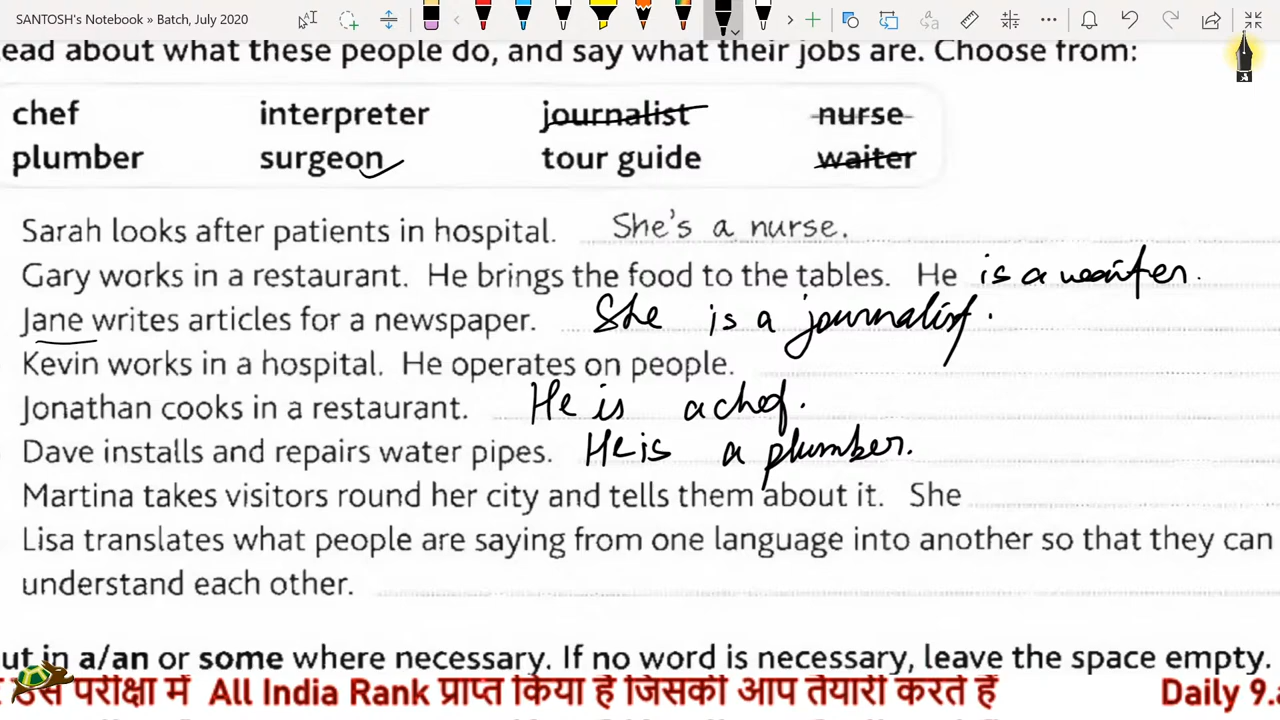 SANTOSH's Notebook » Batch, July 2020
ead about what these people do, and say what their jobs are. Choose from:
chef interpreter journalist nurse
plumber surgeon tour guide waiter
Sarah looks after patients in hospital. She's a nurse.
Gary works in a restaurant. He brings the food to the tables. He is a waiter.
Jane writes articles for a newspaper. She is a journalist.
Kevin works in a hospital. He operates on people.
Jonathan cooks in a restaurant. He is a chef.
Dave installs and repairs water pipes. He is a plumber.
Martina takes visitors round her city and tells them about it. She
Lisa translates what people are saying from one language into another so that they can
understand each other.
ut in a/an or some where necessary. If no word is necessary, leave the space empty.
उस परीक्षा में All India Rank प्राप्त किया है जिसकी आप तैयारी करते हैं Daily 9.